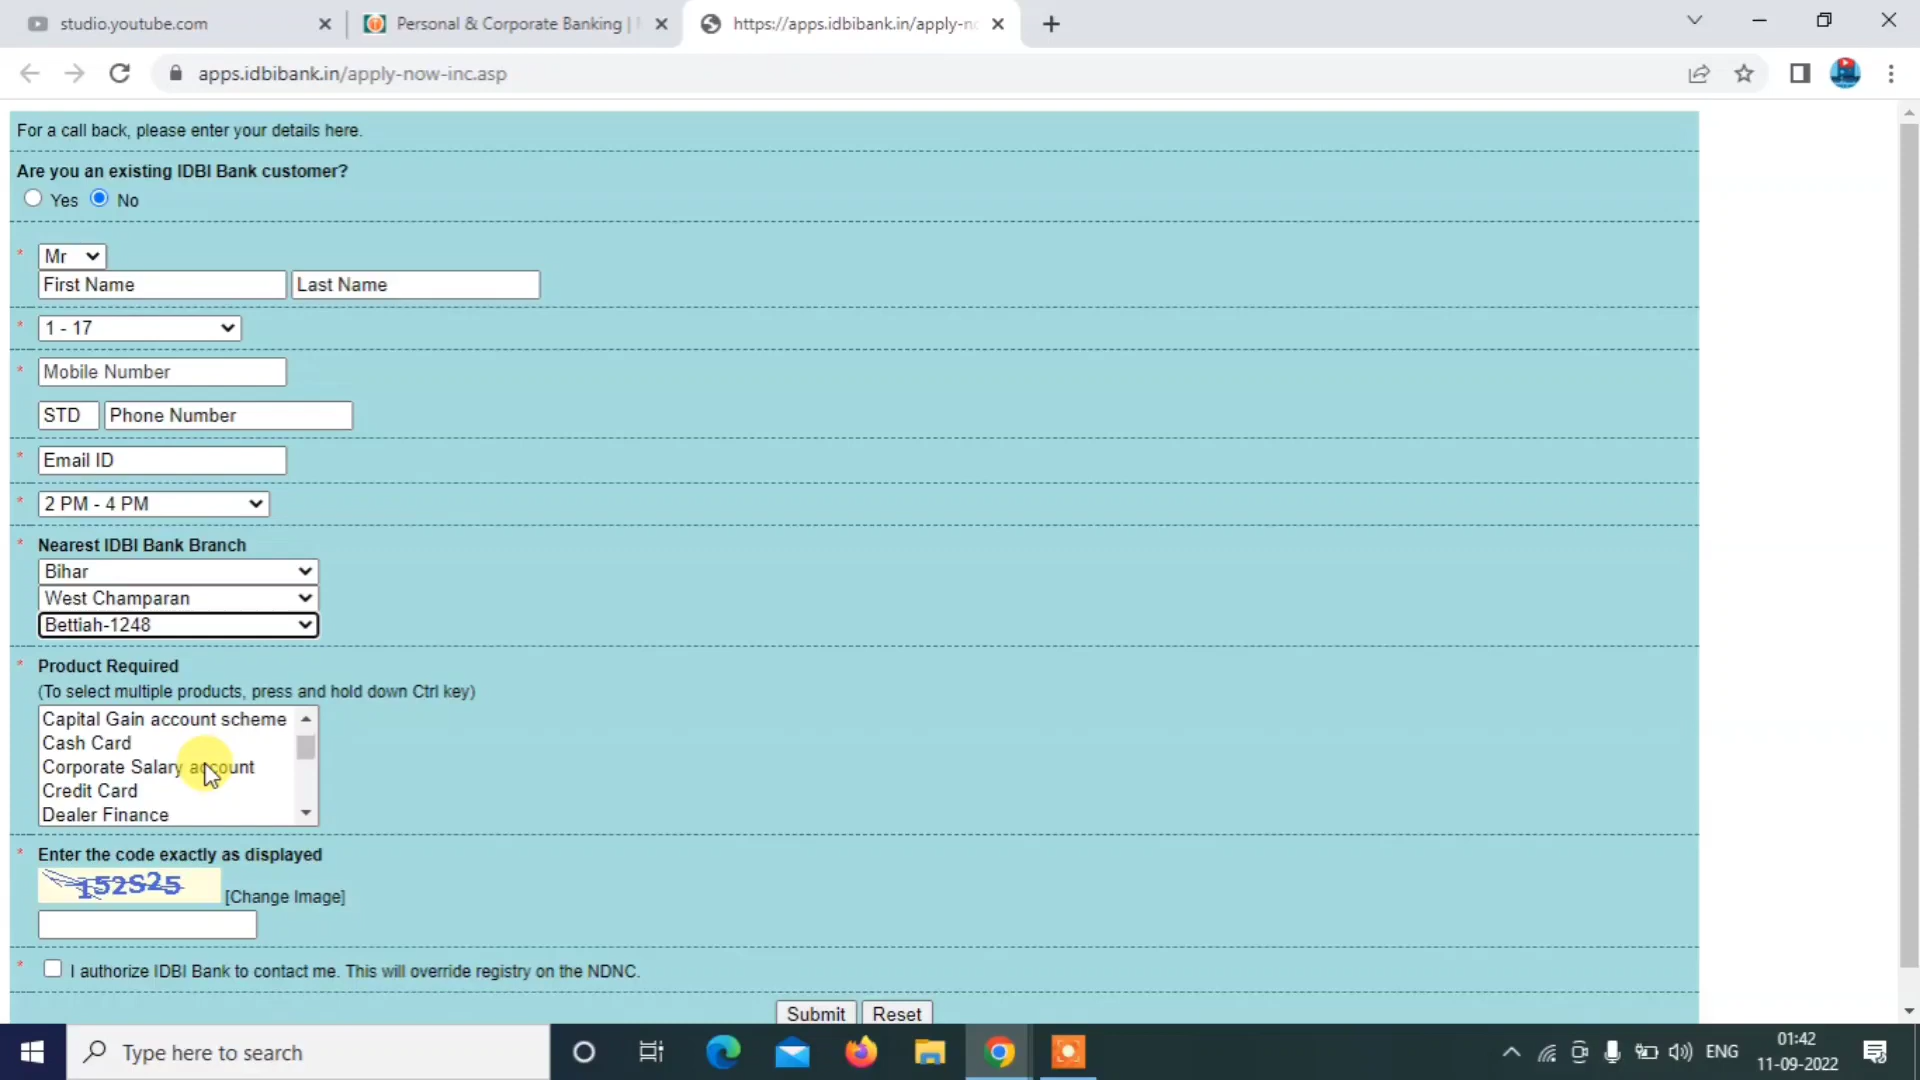 studio.youtube.com
Personal & Corporate Banking |
https://apps.idbibank.in/apply-n
apps.idbibank.in/apply-now-inc.asp
For a call back, please enter your details here.
Are you an existing IDBI Bank customer?
Yes No
* Mr
First Name Last Name
* 1 - 17
* Mobile Number
STD Phone Number
* Email ID
* 2 PM - 4 PM
* Nearest IDBI Bank Branch
Bihar
West Champaran
Bettiah-1248
* Product Required
(To select multiple products, press and hold down Ctrl key)
Capital Gain account scheme
Cash Card
Corporate Salary account
Credit Card
Dealer Finance
* Enter the code exactly as displayed
152S25 [Change Image]
* I authorize IDBI Bank to contact me. This will override registry on the NDNC.
Submit Reset
Type here to search
ENG
01:42
11-09-2022